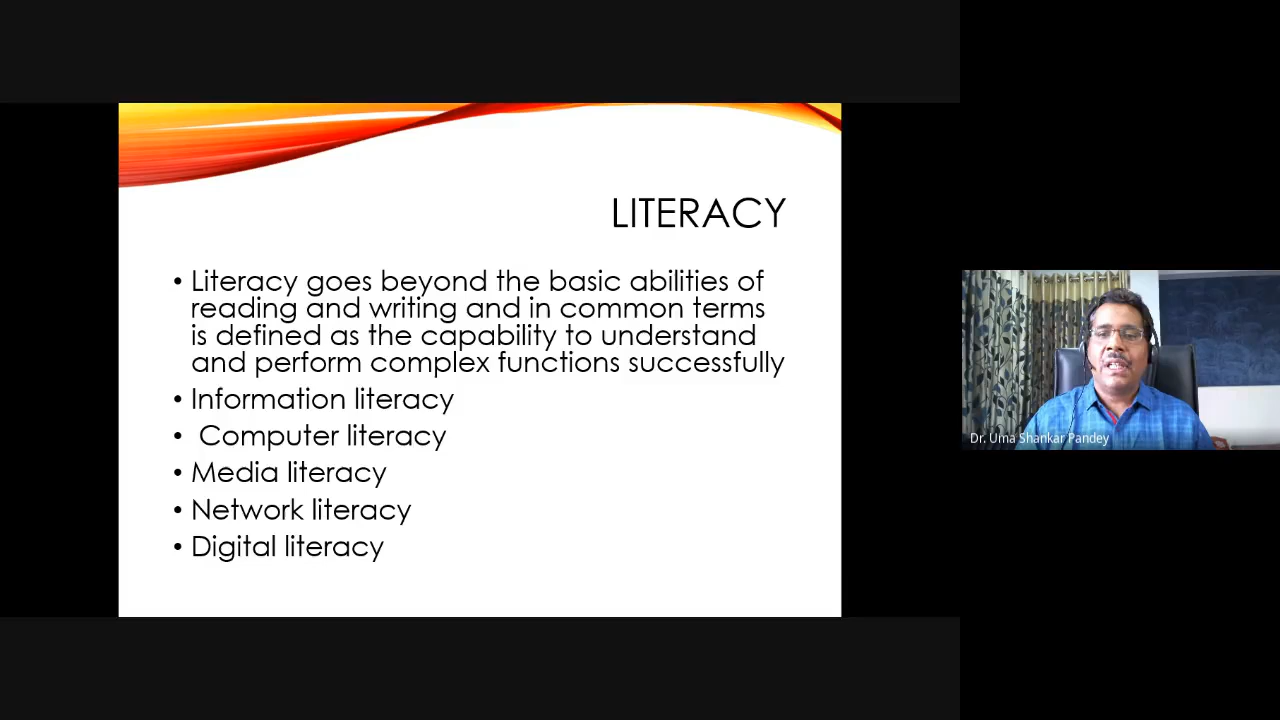 LITERACY
• Literacy goes beyond the basic abilities of
reading and writing and in common terms
is defined as the capability to understand
and perform complex functions successfully
• Information literacy
• Computer literacy
• Media literacy
• Network literacy
• Digital literacy
Dr. Uma Shankar Pandey